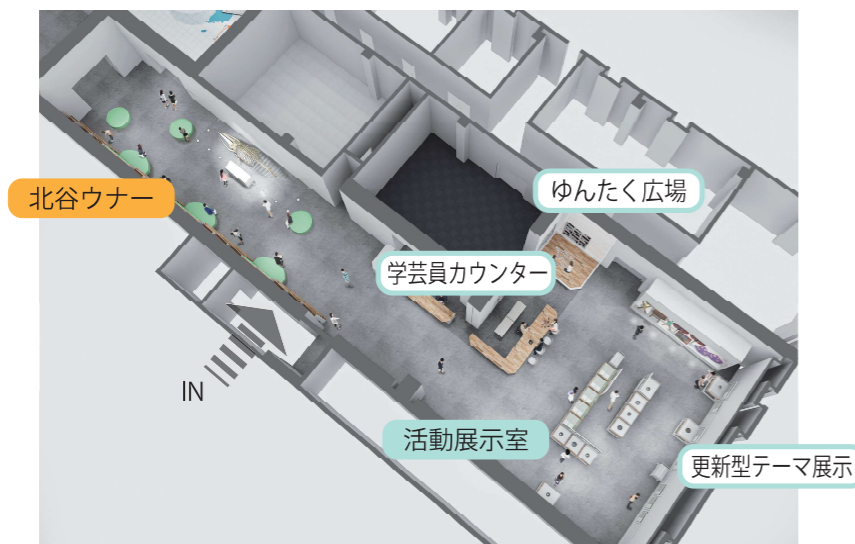 北谷ウナー
ゆんたく広場
学芸員カウンター
IN
活動展示室
更新型テーマ展示